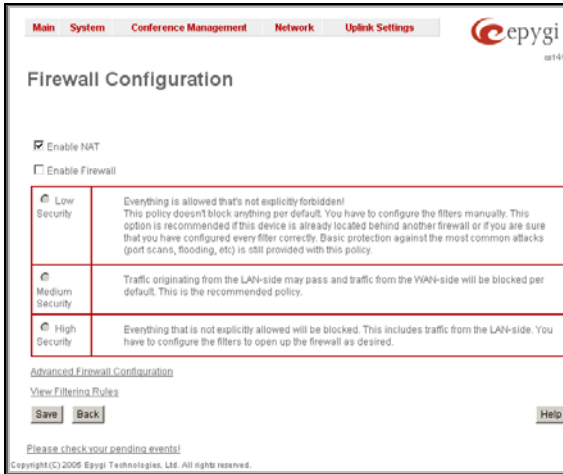 Main System Conference Management Network Uplink Settings
epygi
Firewall Configuration
Enable NAT
Enable Firewall
Low Security
Everything is allowed that's not explicitly forbidden!
This policy doesn't block anything per default. You have to configure the filters manually. This
option is recommended if this device is already located behind another firewall or if you are sure
that you have configured every filter correctly. Basic protection against the most common attacks
(port scans, flooding, etc) is still provided with this policy.
Medium Security
Traffic originating from the LAN-side may pass and traffic from the WAN-side will be blocked per
default. This is the recommended policy.
High Security
Everything that is not explicitly allowed will be blocked. This includes traffic from the LAN-side. You
have to configure the filters to open up the firewall as desired.
Advanced Firewall Configuration
View Filtering Rules
Save Back Help
Please check your pending events!
Copyright (C) 2006 Epygi Technologies, Ltd. All rights reserved.